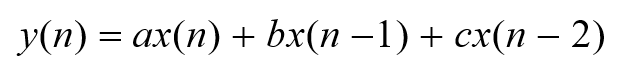 y(n) = ax(n) + bx(n −1) + cx(n − 2)